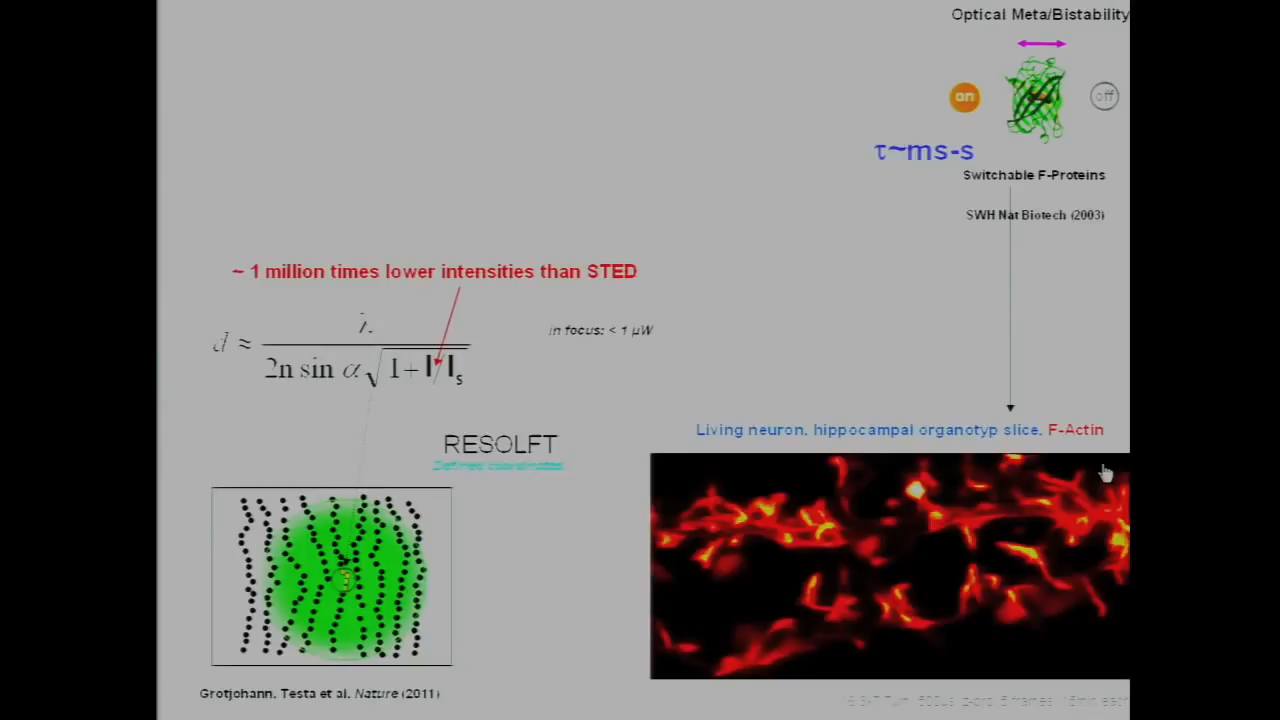 Optical Meta/Bistability
on
off
τ~ms-s
Switchable F-Proteins
SWH Nat Biotech (2003)
~ 1 million times lower intensities than STED
in focus: < 1 µW
d ≈ λ / 2n sin α √1+I/Is
Living neuron, hippocampal organotyp slice, F-Actin
RESOLFT
Defined coordinates
Grotjohann, Testa et al, Nature (2011)